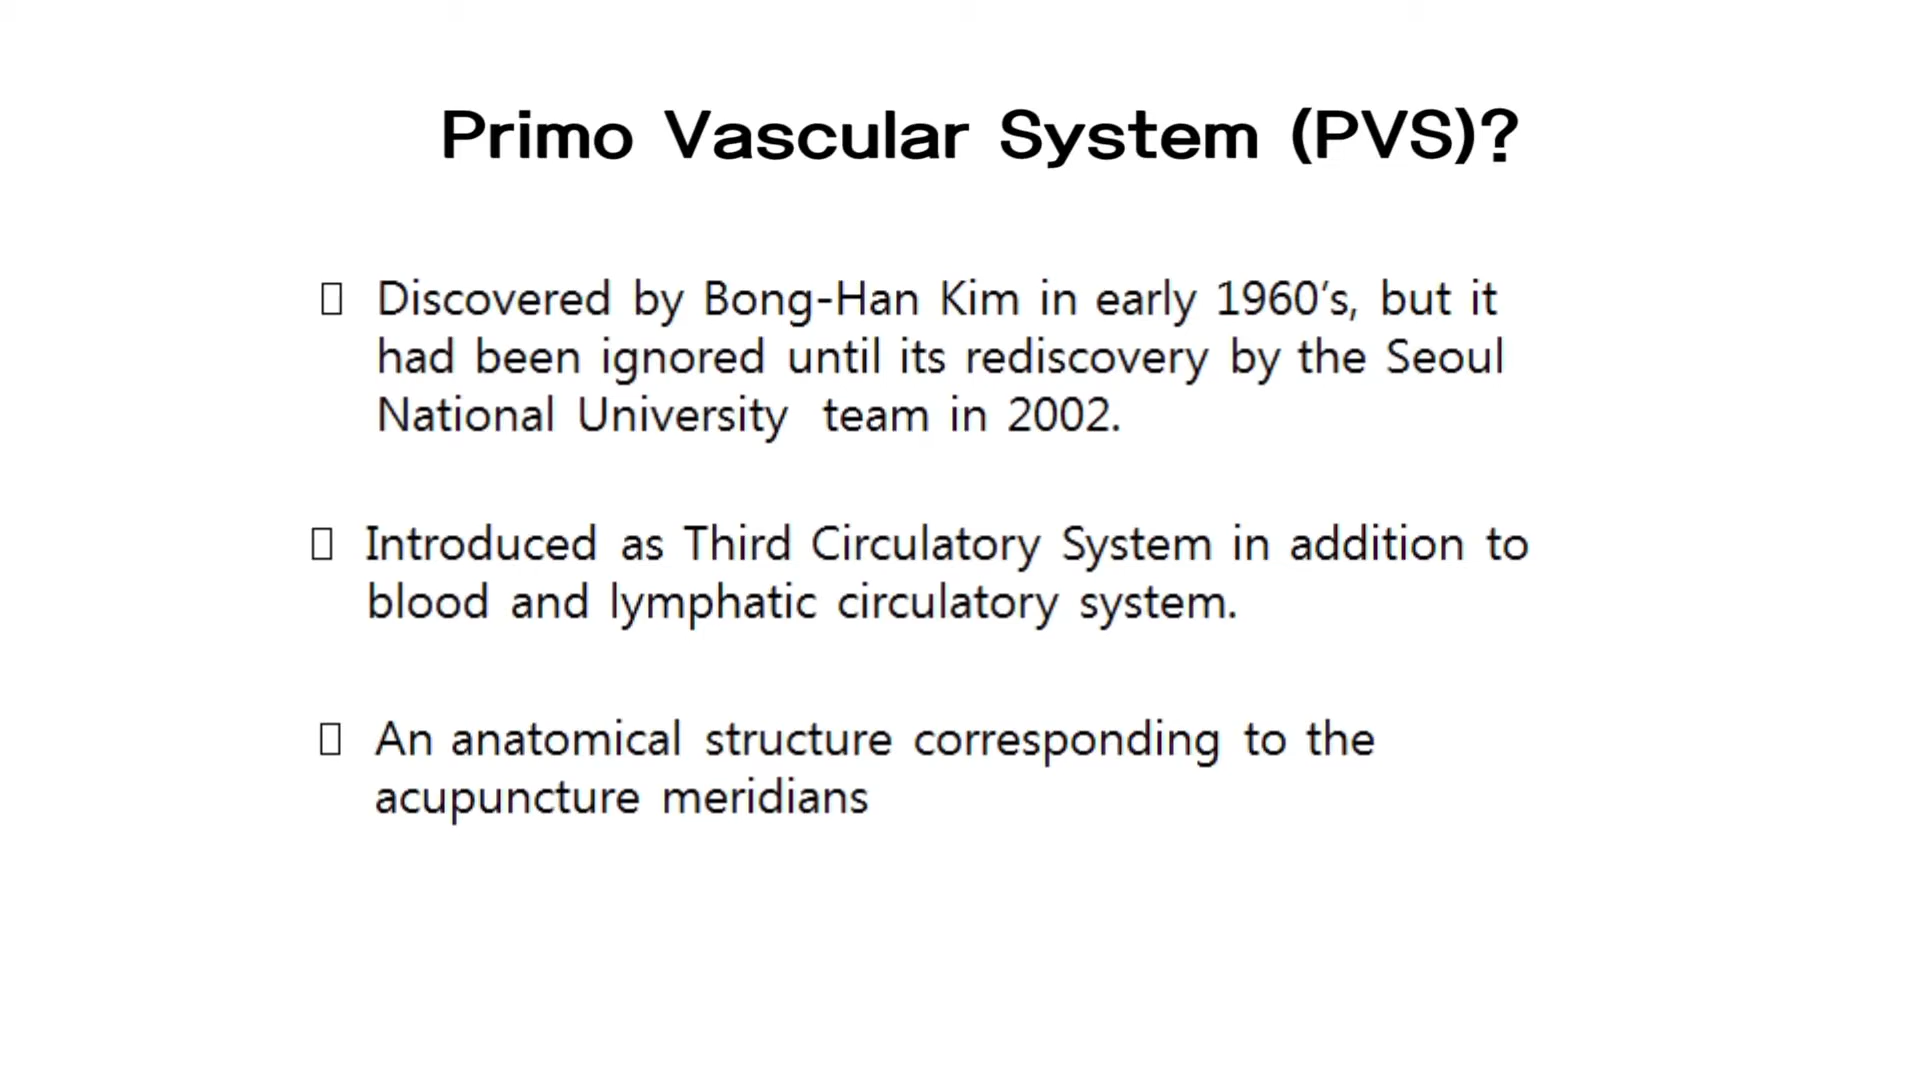 Primo Vascular System (PVS)?
Discovered by Bong-Han Kim in early 1960's, but it
had been ignored until its rediscovery by the Seoul
National University team in 2002.
Introduced as Third Circulatory System in addition to
blood and lymphatic circulatory system.
An anatomical structure corresponding to the
acupuncture meridians